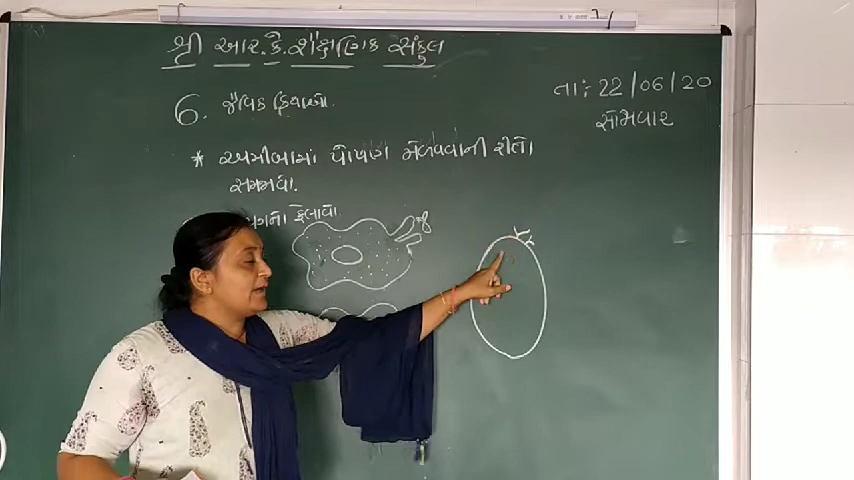 શ્રી આર.કે.શૈક્ષણિક સંકુલ
તા: 22/06/20
સોમવાર
6. જૈવિક ક્રિયાઓ
* અમીબામાં પોષણ મેળવવાની રીતો
સમજાવો.
ફેલાવો